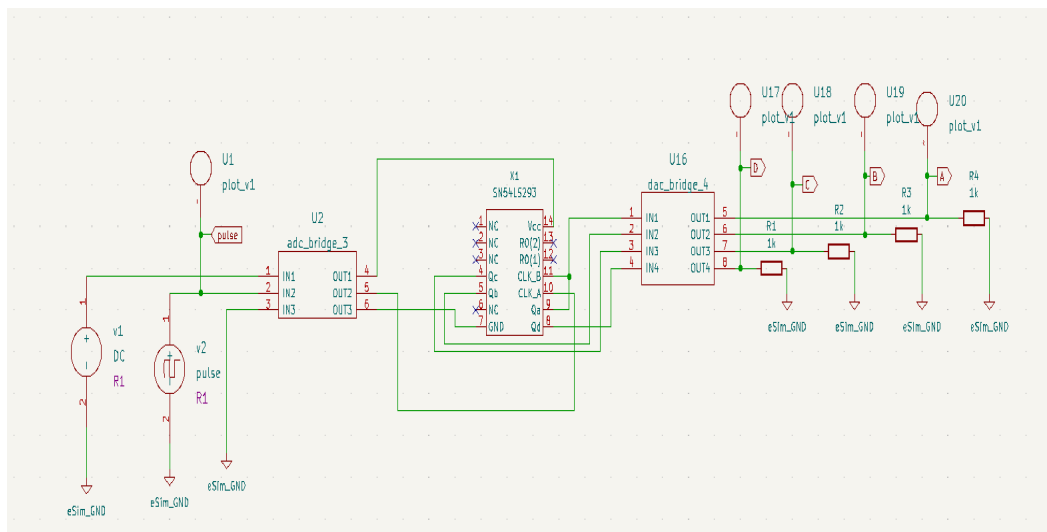 U1
plot_v1
pulse
U2
adc_bridge_3
1 IN1 OUT1 4
2 IN2 OUT2 5
3 IN3 OUT3 6
1
v1
DC
R1
2
1
v2
pulse
R1
2
eSim_GND
eSim_GND
eSim_GND
X1
SN54LS293
1 NC Vcc 14
2 NC RO(2) 13
3 NC RO(1) 12
4 Qc CLK_B 11
5 Qb CLK_A 10
6 NC Qa 9
7 GND Qd 8
U16
dac_bridge_4
1 IN1 OUT1 5
2 IN2 OUT2 6
3 IN3 OUT3 7
4 IN4 OUT4 8
U17
plot_v1
U18
plot_v1
U19
plot_v1
U20
plot_v1
D
C
B
A
R1
1k
R2
1k
R3
1k
R4
1k
eSim_GND
eSim_GND
eSim_GND
eSim_GND